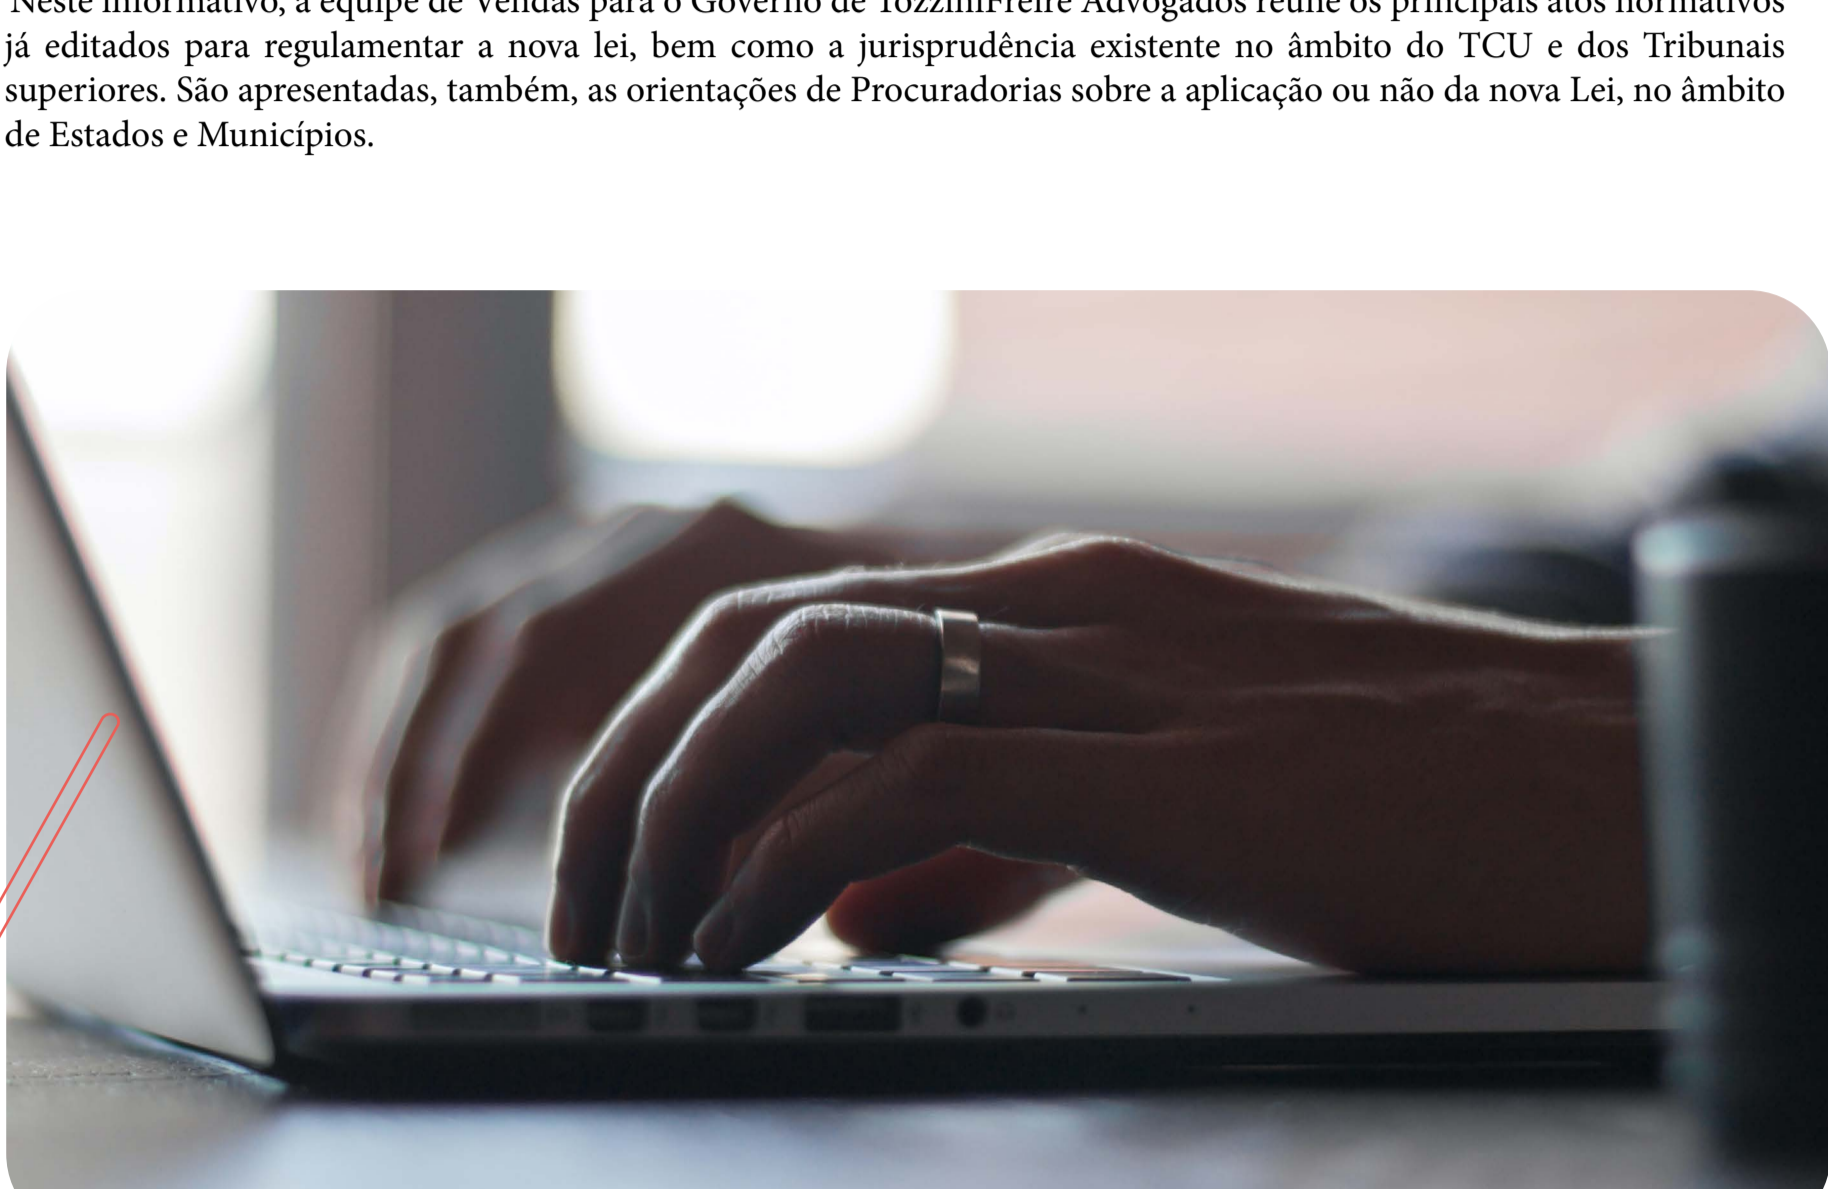 Neste informativo, a equipe de Vendas para o Governo de TozziniFreire Advogados reúne os principais atos normativos
já editados para regulamentar a nova lei, bem como a jurisprudência existente no âmbito do TCU e dos Tribunais
superiores. São apresentadas, também, as orientações de Procuradorias sobre a aplicação ou não da nova Lei, no âmbito
de Estados e Municípios.